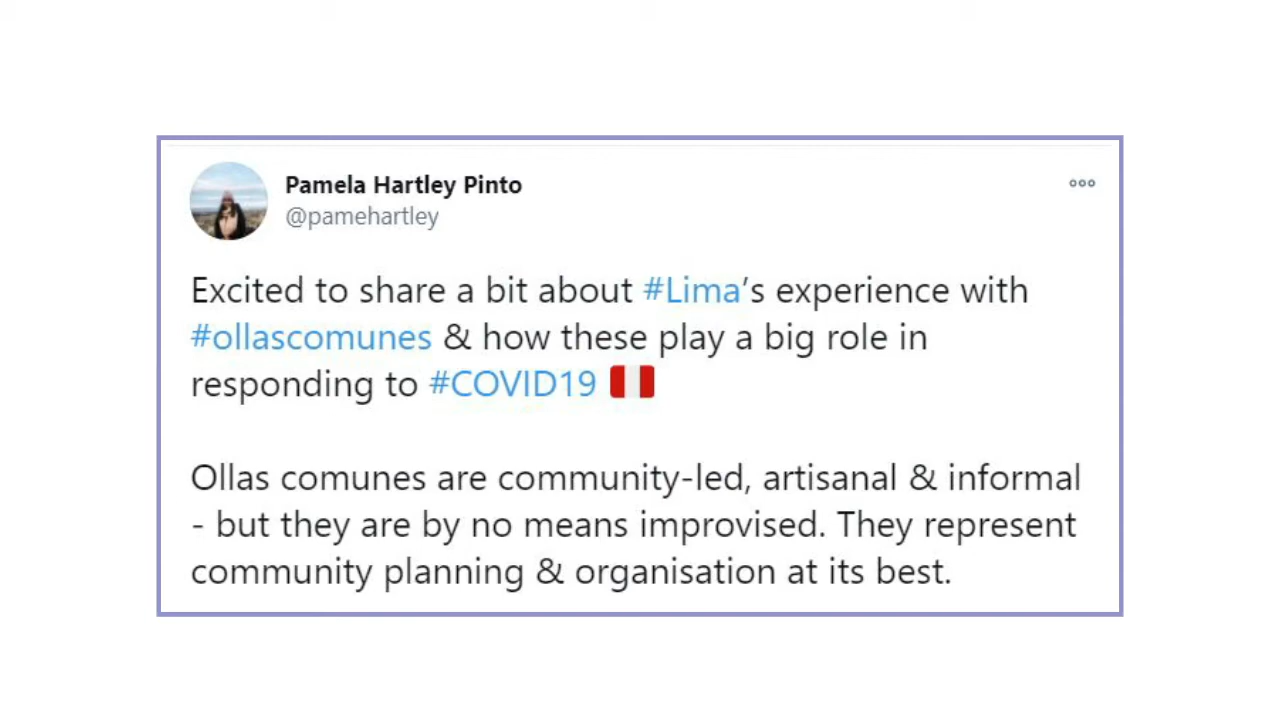 Pamela Hartley Pinto
@pamehartley
Excited to share a bit about #Lima's experience with
#ollascomunes & how these play a big role in
responding to #COVID19 🇵🇪
Ollas comunes are community-led, artisanal & informal
- but they are by no means improvised. They represent
community planning & organisation at its best.